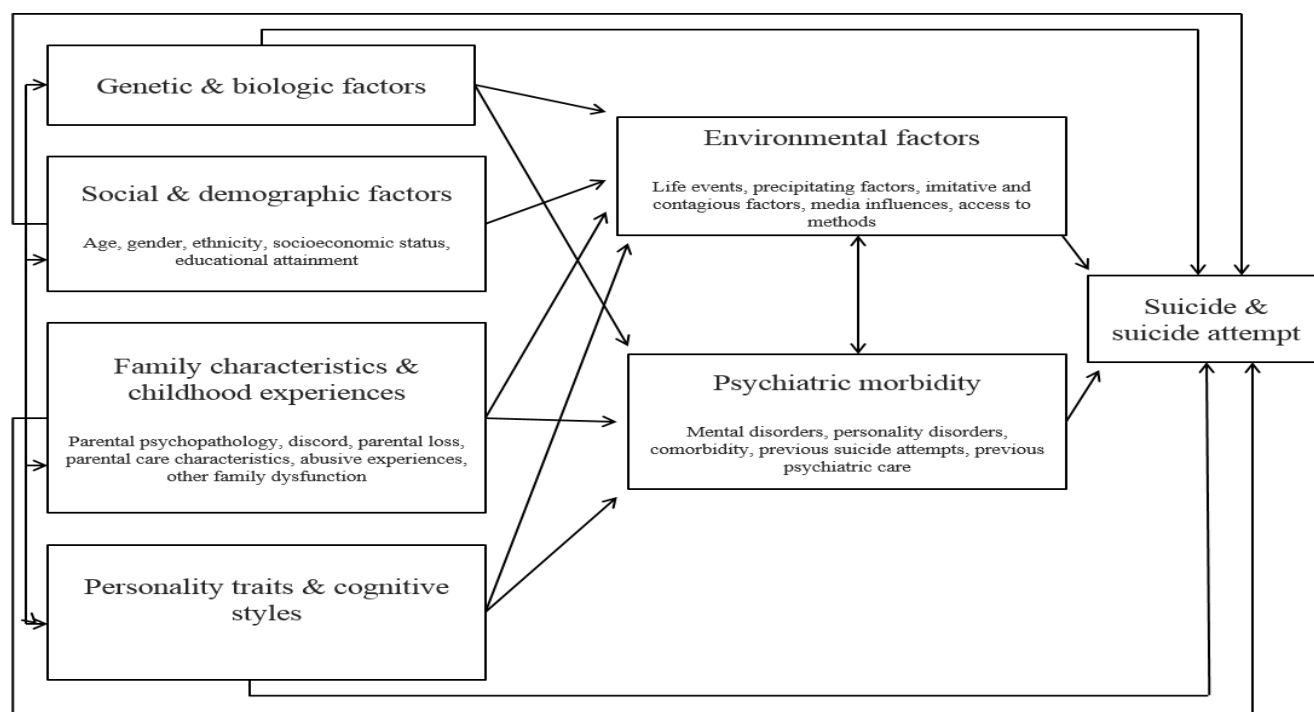 Genetic & biologic factors
Social & demographic factors
Age, gender, ethnicity, socioeconomic status,
educational attainment
Family characteristics &
childhood experiences
Parental psychopathology, discord, parental loss,
parental care characteristics, abusive experiences,
other family dysfunction
Personality traits & cognitive
styles
Environmental factors
Life events, precipitating factors, imitative and
contagious factors, media influences, access to
methods
Psychiatric morbidity
Mental disorders, personality disorders,
comorbidity, previous suicide attempts, previous
psychiatric care
Suicide &
suicide attempt